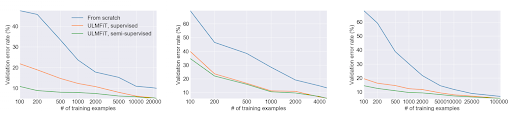 Validation error rate (%)
40
30
20
10
From scratch
ULMFiT, supervised
ULMFiT, semi-supervised
100 200 500 1000 2000 5000 10000 20000
# of training examples
Validation error rate (%)
60
50
40
30
20
10
100 200 500 1000 2000 4000
# of training examples
Validation error rate (%)
60
50
40
30
20
10
100 200 500 1000 2000 5000 10000 25000 100000
# of training examples